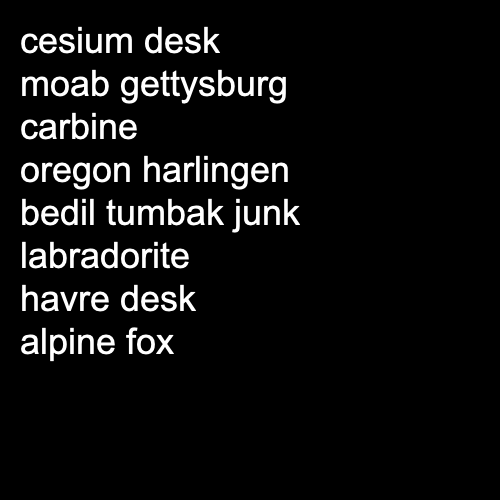 cesium desk
moab gettysburg
carbine
oregon harlingen
bedil tumbak junk
labradorite
havre desk
alpine fox